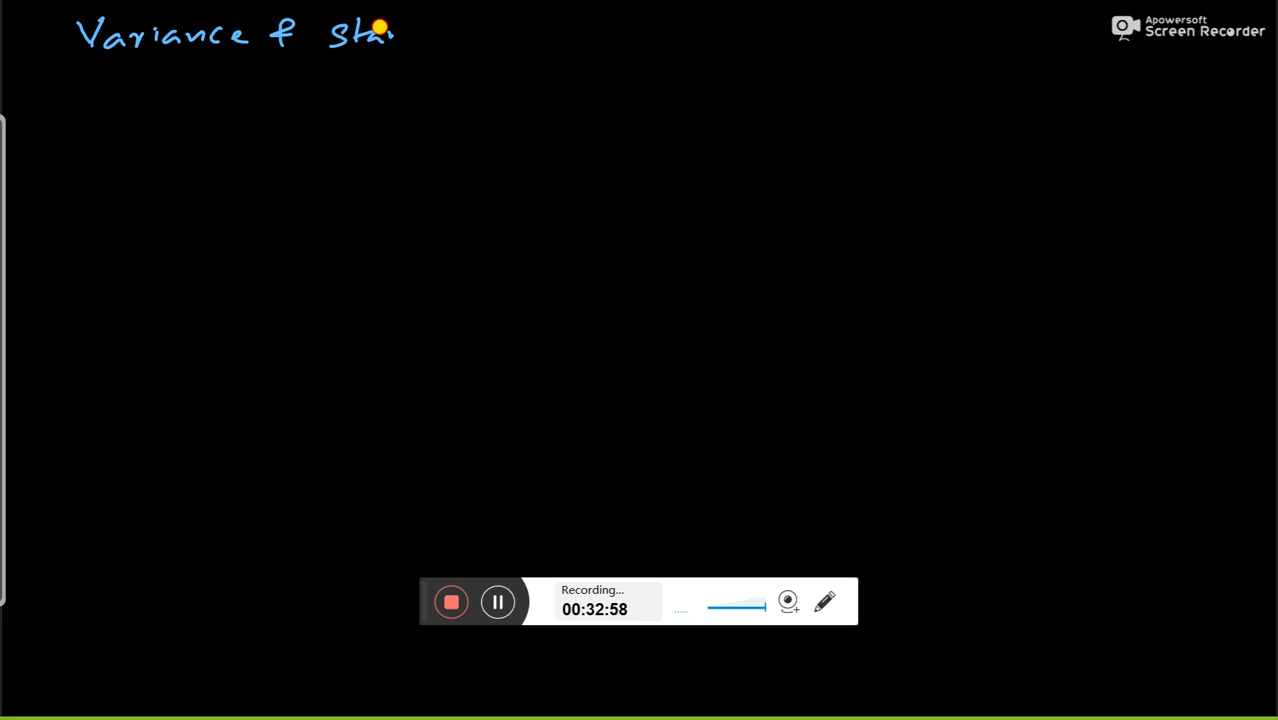 Variance & Sta
Apowersoft
Screen Recorder
Recording...
00:32:58